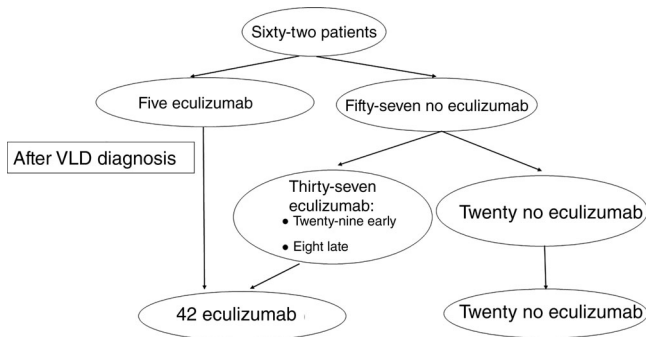 Sixty-two patients
Five eculizumab
Fifty-seven no eculizumab
After VLD diagnosis
Thirty-seven
eculizumab:
● Twenty-nine early
● Eight late
Twenty no eculizumab
42 eculizumab
Twenty no eculizumab